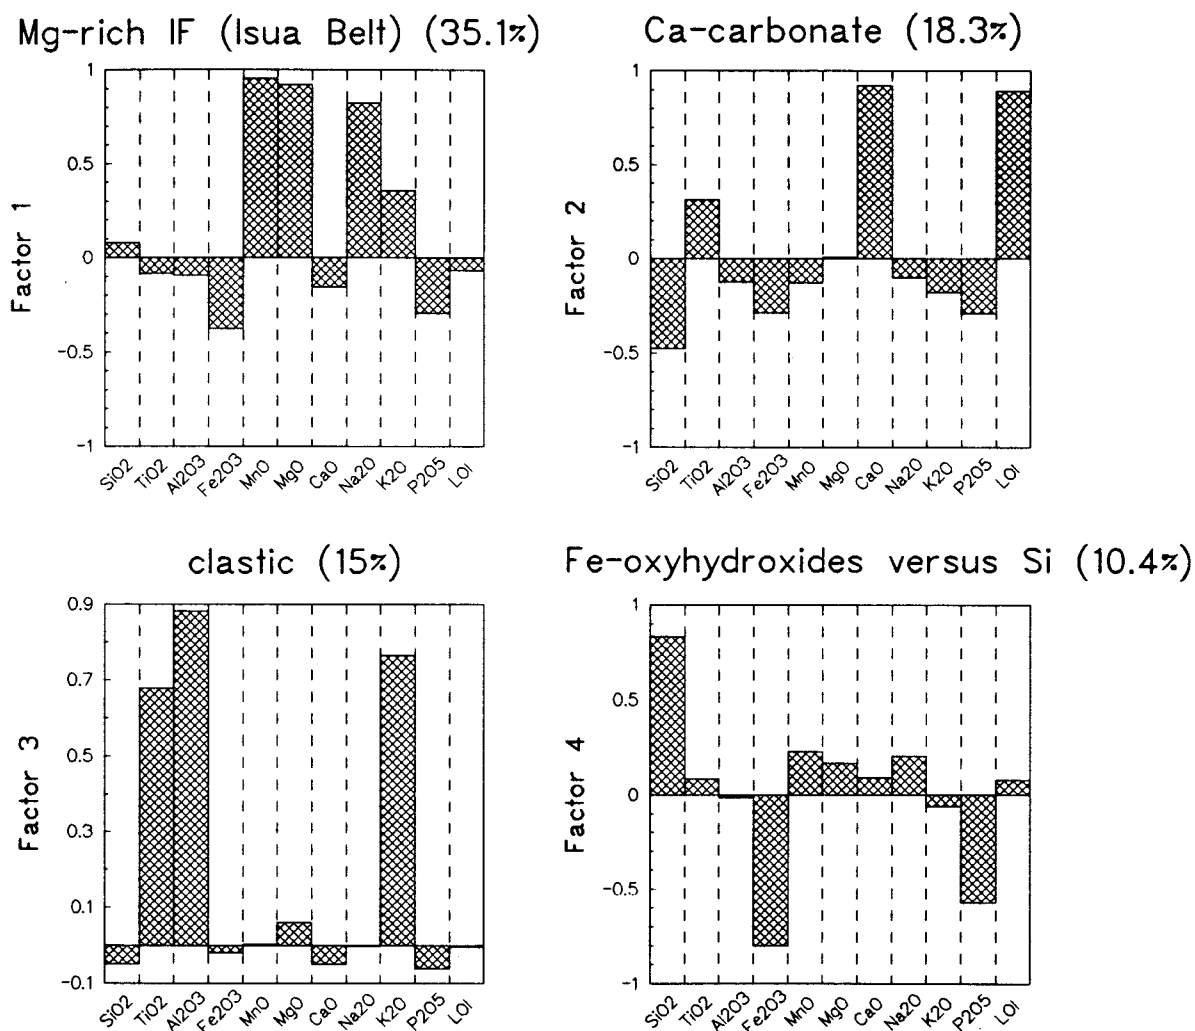 Mg-rich IF (Isua Belt) (35.1%)
Ca-carbonate (18.3%)
Factor 1
1
0.5
0
-0.5
-1
SiO2 TiO2 Al2O3 Fe2O3 MnO MgO CaO Na2O K2O P2O5 LOI
Factor 2
1
0.5
0
-0.5
-1
SiO2 TiO2 Al2O3 Fe2O3 MnO MgO CaO Na2O K2O P2O5 LOI
clastic (15%)
Fe-oxyhydroxides versus Si (10.4%)
Factor 3
0.9
0.7
0.5
0.3
0.1
-0.1
SiO2 TiO2 Al2O3 Fe2O3 MnO MgO CaO Na2O K2O P2O5 LOI
Factor 4
1
0.5
0
-0.5
-1
SiO2 TiO2 Al2O3 Fe2O3 MnO MgO CaO Na2O K2O P2O5 LOI